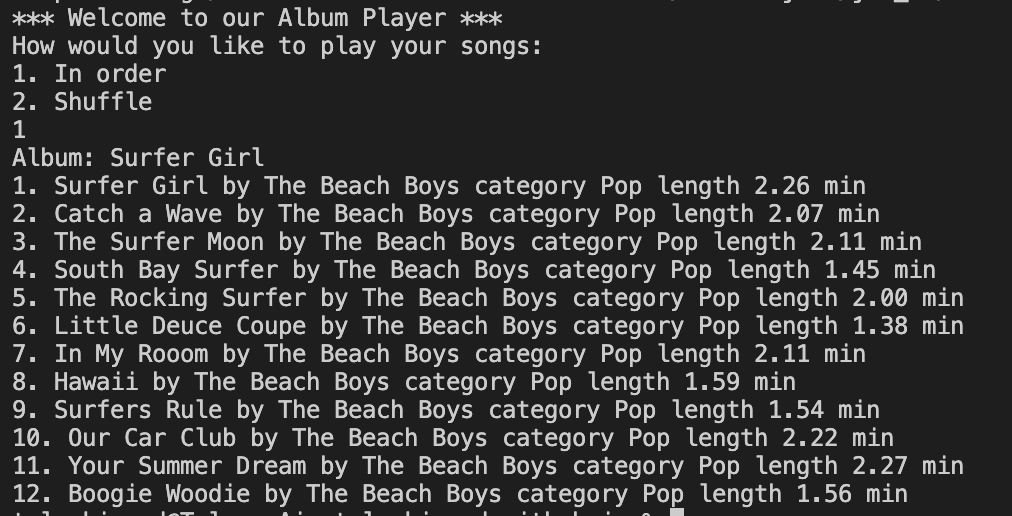 *** Welcome to our Album Player ***
How would you like to play your songs:
1. In order
2. Shuffle
1
Album: Surfer Girl
1. Surfer Girl by The Beach Boys category Pop length 2.26 min
2. Catch a Wave by The Beach Boys category Pop length 2.07 min
3. The Surfer Moon by The Beach Boys category Pop length 2.11 min
4. South Bay Surfer by The Beach Boys category Pop length 1.45 min
5. The Rocking Surfer by The Beach Boys category Pop length 2.00 min
6. Little Deuce Coupe by The Beach Boys category Pop length 1.38 min
7. In My Rooom by The Beach Boys category Pop length 2.11 min
8. Hawaii by The Beach Boys category Pop length 1.59 min
9. Surfers Rule by The Beach Boys category Pop length 1.54 min
10. Our Car Club by The Beach Boys category Pop length 2.22 min
11. Your Summer Dream by The Beach Boys category Pop length 2.27 min
12. Boogie Woodie by The Beach Boys category Pop length 1.56 min